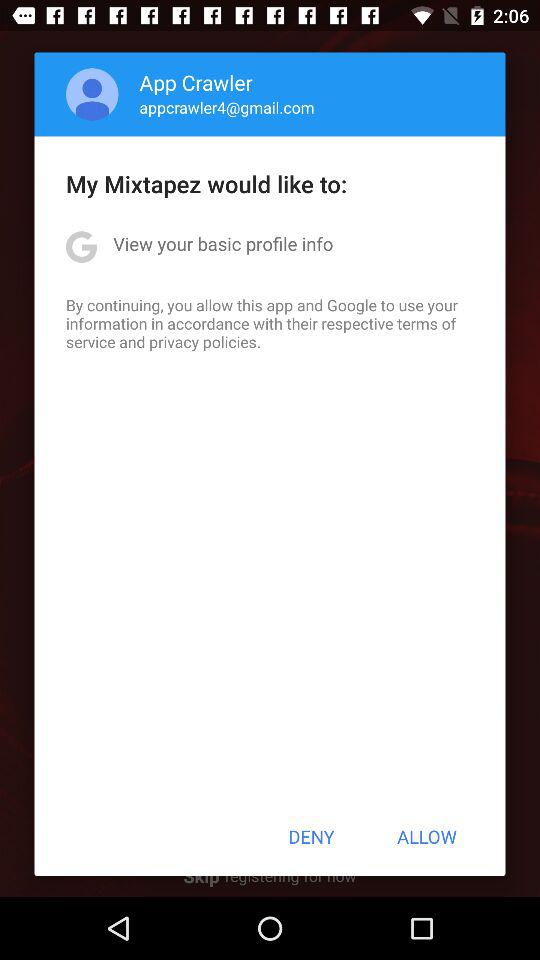 2:06
App Crawler
appcrawler4@gmail.com
My Mixtapez would like to:
G View your basic profile info
By continuing, you allow this app and Google to use your
information in accordance with their respective terms of
service and privacy policies.
DENY ALLOW
Skip registering for now